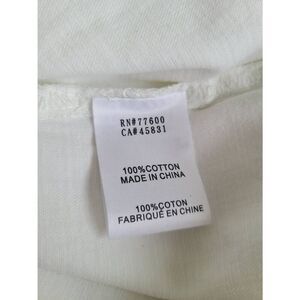 RN#77600
CA#45831
100%COTTON
MADE IN CHINA
100%COTON
FABRIQUÉ EN CHINE